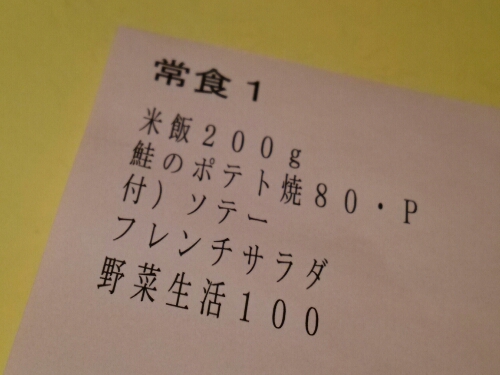 常食1
米飯200g
鮭のポテト焼80・P
付）ソテー
フレンチサラダ
野菜生活100